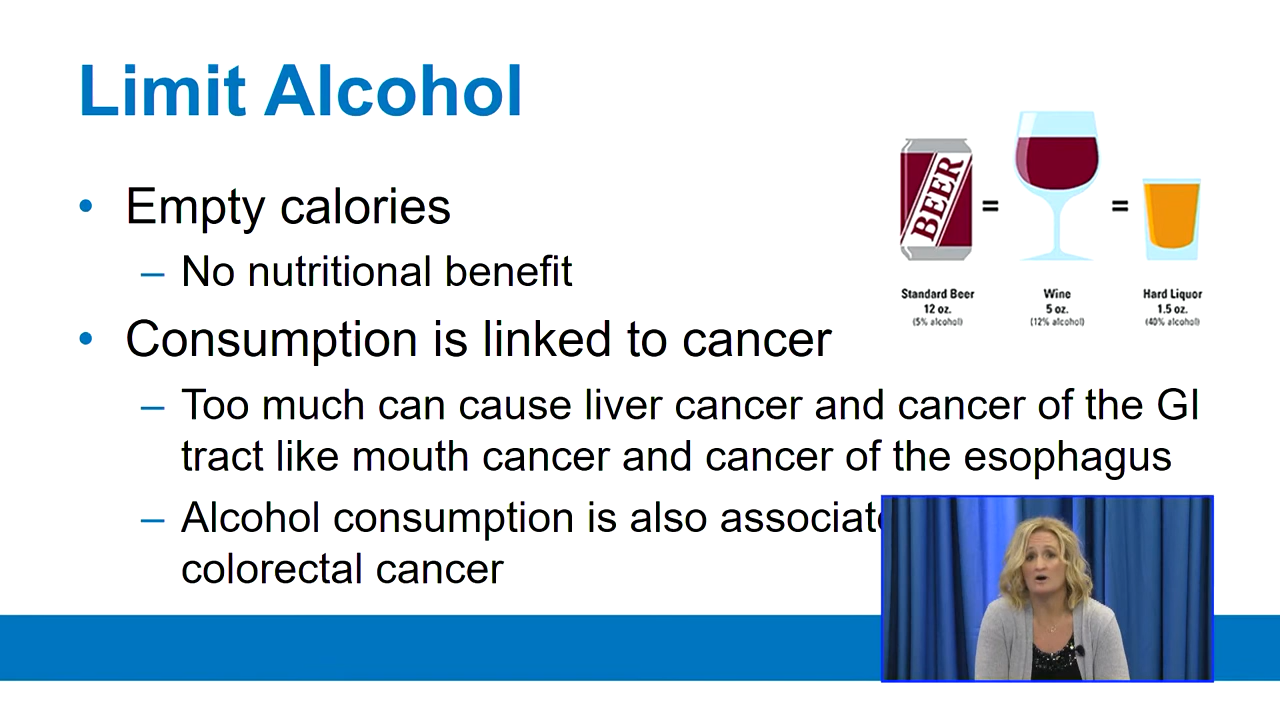 Limit Alcohol
• Empty calories
– No nutritional benefit
• Consumption is linked to cancer
– Too much can cause liver cancer and cancer of the GI
tract like mouth cancer and cancer of the esophagus
– Alcohol consumption is also
colorectal cancer
BEER
=
=
Standard Beer
12 oz.
(5% alcohol)
Wine
5 oz.
(12% alcohol)
Hard Liquor
1.5 oz.
(40% alcohol)